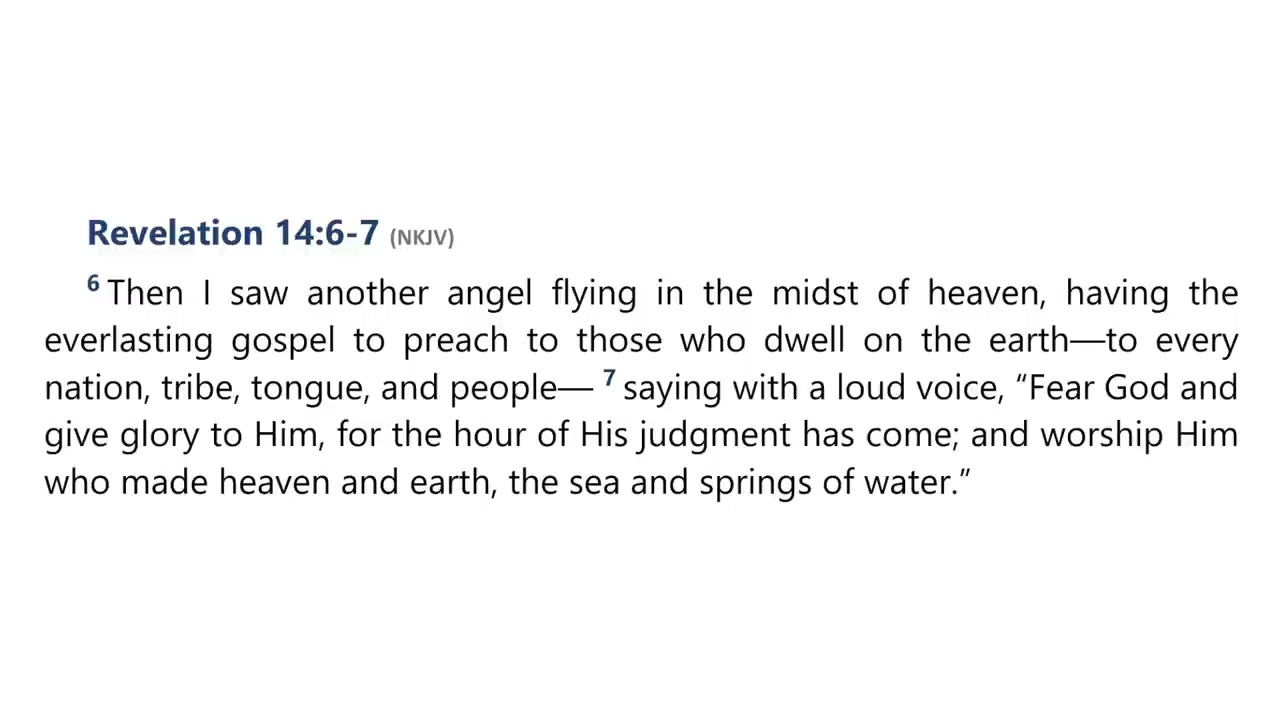 Revelation 14:6-7 (NKJV)
6 Then I saw another angel flying in the midst of heaven, having the
everlasting gospel to preach to those who dwell on the earth—to every
nation, tribe, tongue, and people— 7 saying with a loud voice, “Fear God and
give glory to Him, for the hour of His judgment has come; and worship Him
who made heaven and earth, the sea and springs of water.”